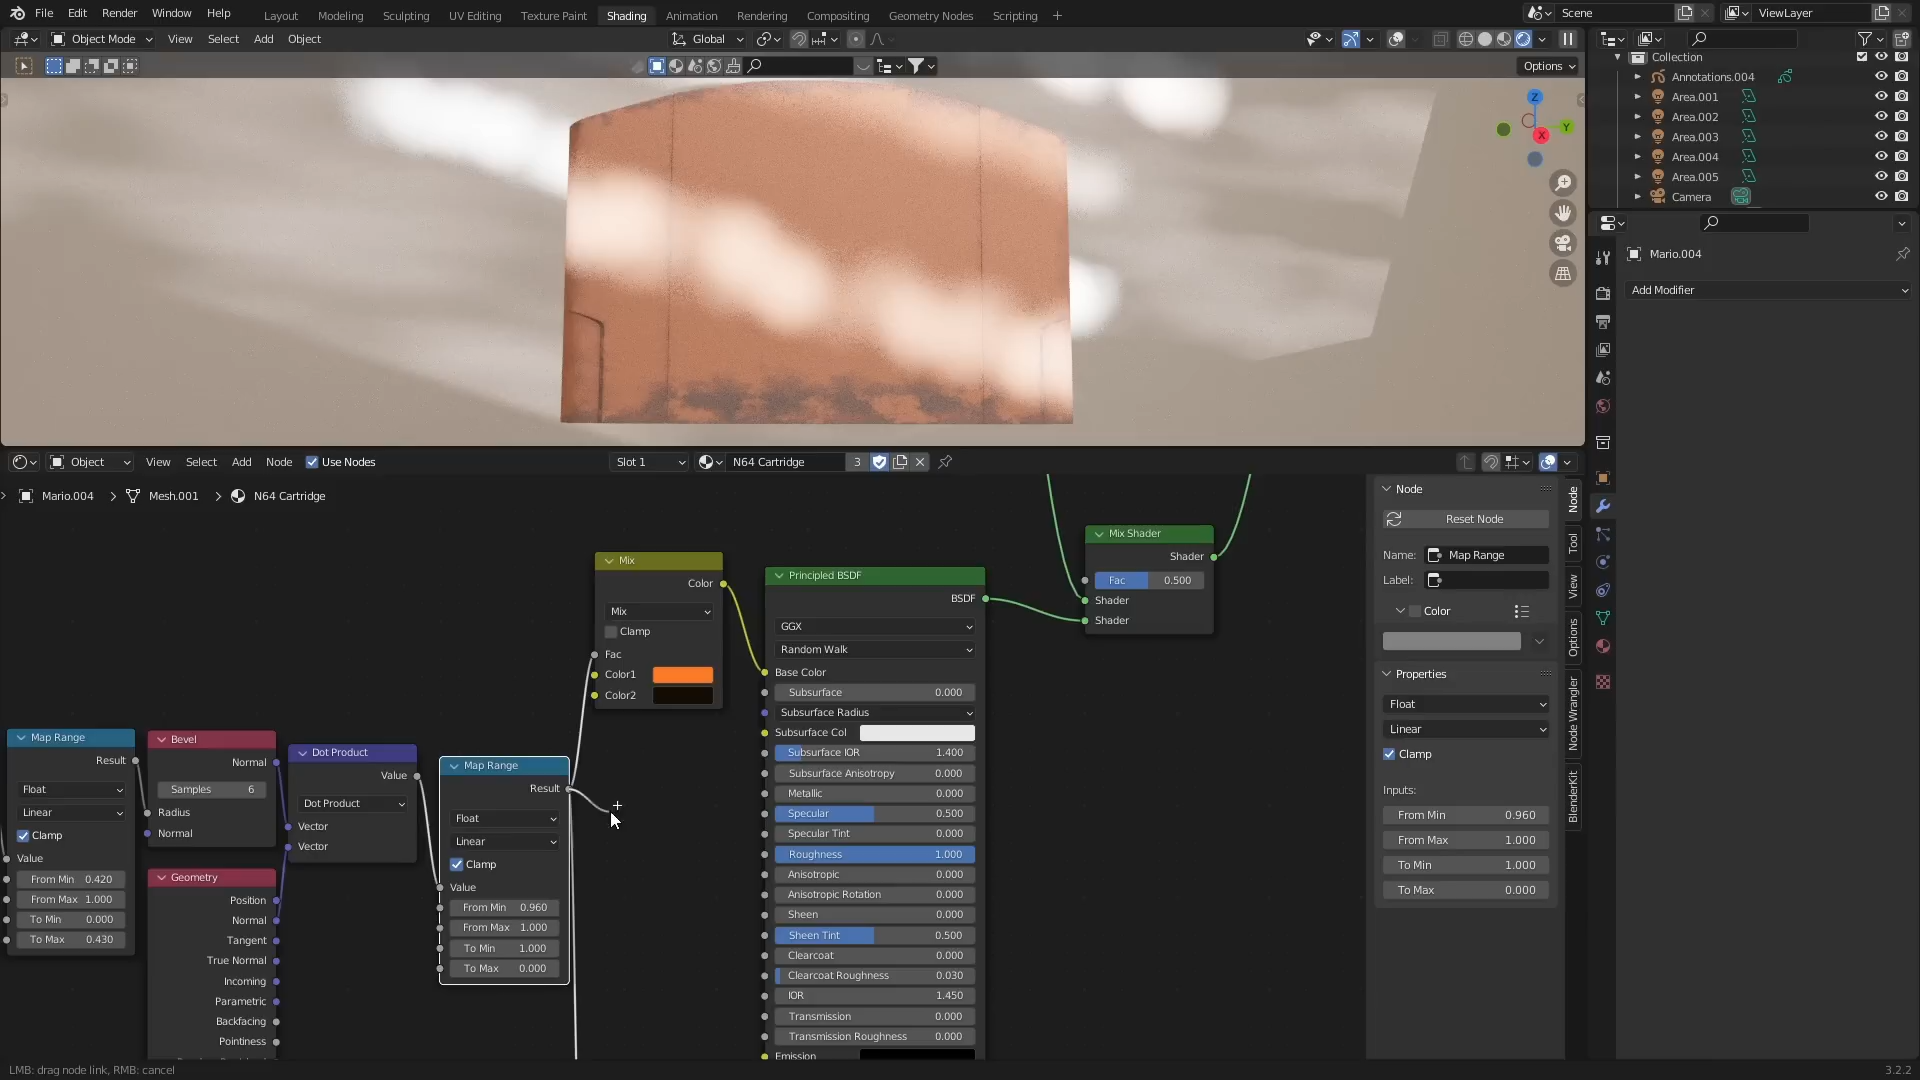 File Edit Render Window Help Layout Modeling Sculpting UV Editing Texture Paint Shading Animation Rendering Compositing Geometry Nodes Scripting + Scene ViewLayer
Object Mode View Select Add Object Global
Options
Collection
Annotations.004
Area.001
Area.002
Area.003
Area.004
Area.005
Camera
Z
Y
X
Mario.004
Add Modifier
Object View Select Add Node Use Nodes Slot 1 N64 Cartridge 3
Mario.004 > Mesh.001 > N64 Cartridge
Map Range
Result
Float
Linear
Clamp
Value
From Min 0.420
From Max 1.000
To Min 0.000
To Max 0.430
Bevel
Normal
Samples 6
Radius
Normal
Geometry
Position
Normal
Tangent
True Normal
Incoming
Parametric
Backfacing
Pointiness
Dot Product
Value
Dot Product
Vector
Vector
Map Range
Result
Float
Linear
Clamp
Value
From Min 0.960
From Max 1.000
To Min 1.000
To Max 0.000
Mix
Color
Mix
Clamp
Fac
Color1
Color2
Principled BSDF
BSDF
GGX
Random Walk
Base Color
Subsurface 0.000
Subsurface Radius
Subsurface Col
Subsurface IOR 1.400
Subsurface Anisotropy 0.000
Metallic 0.000
Specular 0.500
Specular Tint 0.000
Roughness 1.000
Anisotropic 0.000
Anisotropic Rotation 0.000
Sheen 0.000
Sheen Tint 0.500
Clearcoat 0.000
Clearcoat Roughness 0.030
IOR 1.450
Transmission 0.000
Transmission Roughness 0.000
Emission
Mix Shader
Shader
Fac 0.500
Shader
Shader
Node
Reset Node
Name: Map Range
Label:
Color
Properties
Float
Linear
Clamp
Inputs:
From Min 0.960
From Max 1.000
To Min 1.000
To Max 0.000
Node
Tool
View
Options
Node Wrangler
BlenderKit
LMB: drag node link, RMB: cancel
3.2.2